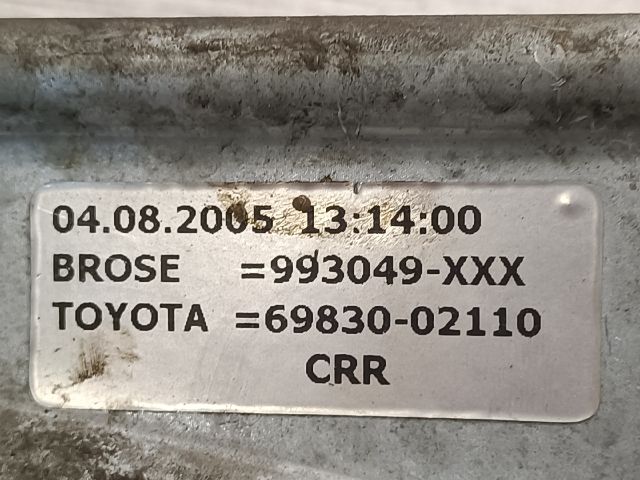 04.08.2005 13:14:00
BROSE =993049-XXX
TOYOTA =69830-02110
CRR